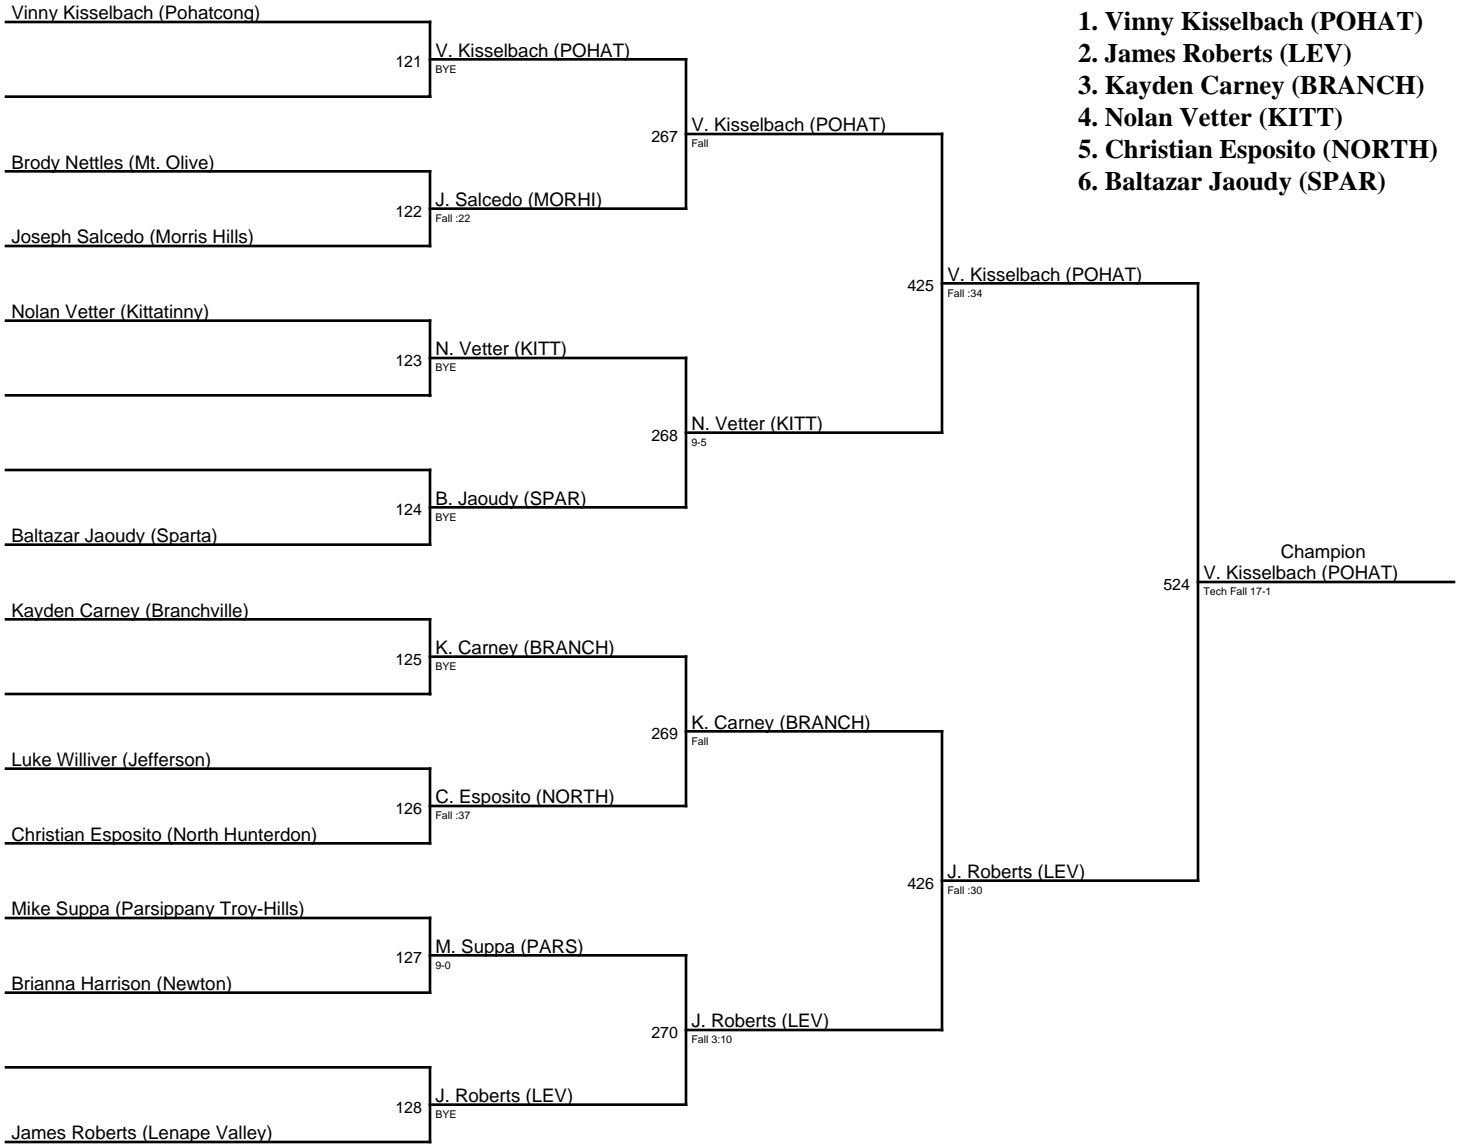 Vinny Kisselbach (Pohatcong)
121
V. Kisselbach (POHAT)
BYE
Brody Nettles (Mt. Olive)
Joseph Salcedo (Morris Hills)
122
J. Salcedo (MORHI)
Fall :22
267
V. Kisselbach (POHAT)
Fall
Nolan Vetter (Kittatinny)
123
N. Vetter (KITT)
BYE
Baltazar Jaoudy (Sparta)
124
B. Jaoudy (SPAR)
BYE
268
N. Vetter (KITT)
9-5
425
V. Kisselbach (POHAT)
Fall :34
Kayden Carney (Branchville)
125
K. Carney (BRANCH)
BYE
Luke Williver (Jefferson)
Christian Esposito (North Hunterdon)
126
C. Esposito (NORTH)
Fall :37
269
K. Carney (BRANCH)
Fall
Mike Suppa (Parsippany Troy-Hills)
Brianna Harrison (Newton)
127
M. Suppa (PARS)
9-0
James Roberts (Lenape Valley)
128
J. Roberts (LEV)
BYE
270
J. Roberts (LEV)
Fall 3:10
426
J. Roberts (LEV)
Fall :30
524
Champion
V. Kisselbach (POHAT)
Tech Fall 17-1
1. Vinny Kisselbach (POHAT)
2. James Roberts (LEV)
3. Kayden Carney (BRANCH)
4. Nolan Vetter (KITT)
5. Christian Esposito (NORTH)
6. Baltazar Jaoudy (SPAR)